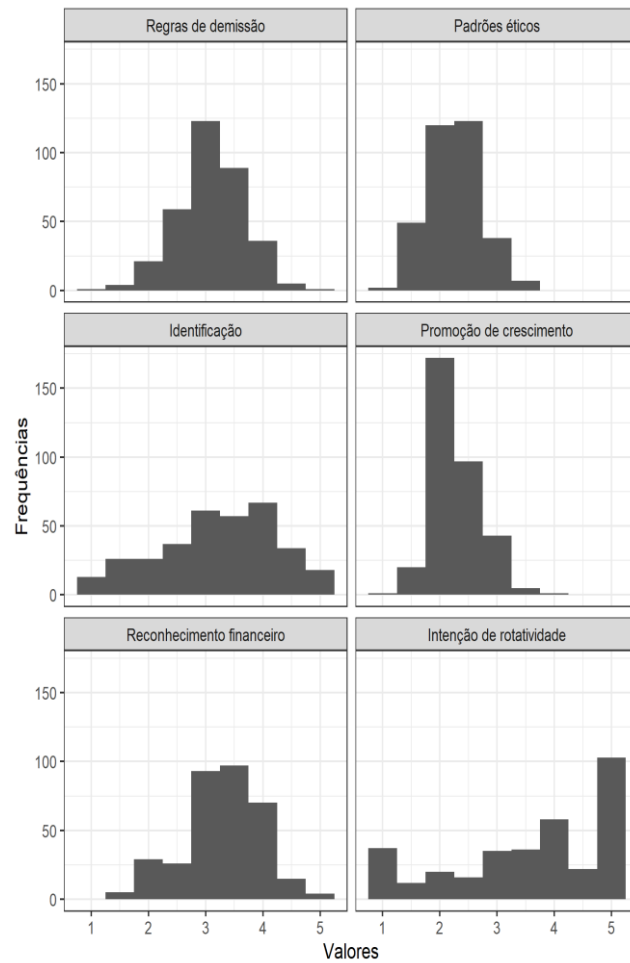 Regras de demissão
Padrões éticos
150
100
50
0
Identificação
Promoção de crescimento
150
100
50
0
Frequências
Reconhecimento financeiro
Intenção de rotatividade
150
100
50
0
1 2 3 4 5
1 2 3 4 5
Valores